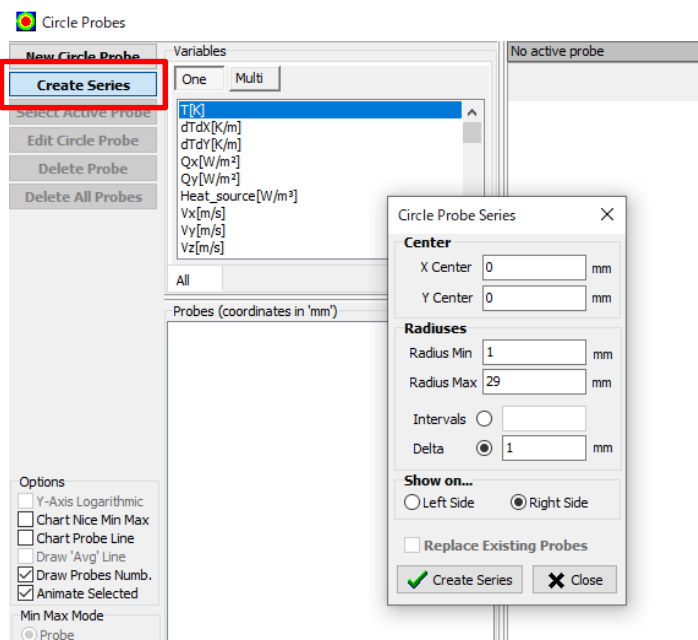 Circle Probes
New Circle Probe
Create Series
Select Active Probe
Edit Circle Probe
Delete Probe
Delete All Probes
Variables
One
Multi
T[K]
dTdX[K/m]
dTdY[K/m]
Qx[W/m²]
Qy[W/m²]
Heat_source[W/m³]
Vx[m/s]
Vy[m/s]
Vz[m/s]
All
Probes (coordinates in 'mm')
No active probe
Circle Probe Series
Center
X Center 0 mm
Y Center 0 mm
Radiuses
Radius Min 1 mm
Radius Max 29 mm
Intervals
Delta 1 mm
Show on...
Left Side Right Side
Replace Existing Probes
Create Series Close
Options
Y-Axis Logarithmic
Chart Nice Min Max
Chart Probe Line
Draw 'Avg' Line
Draw Probes Numb.
Animate Selected
Min Max Mode
Probe